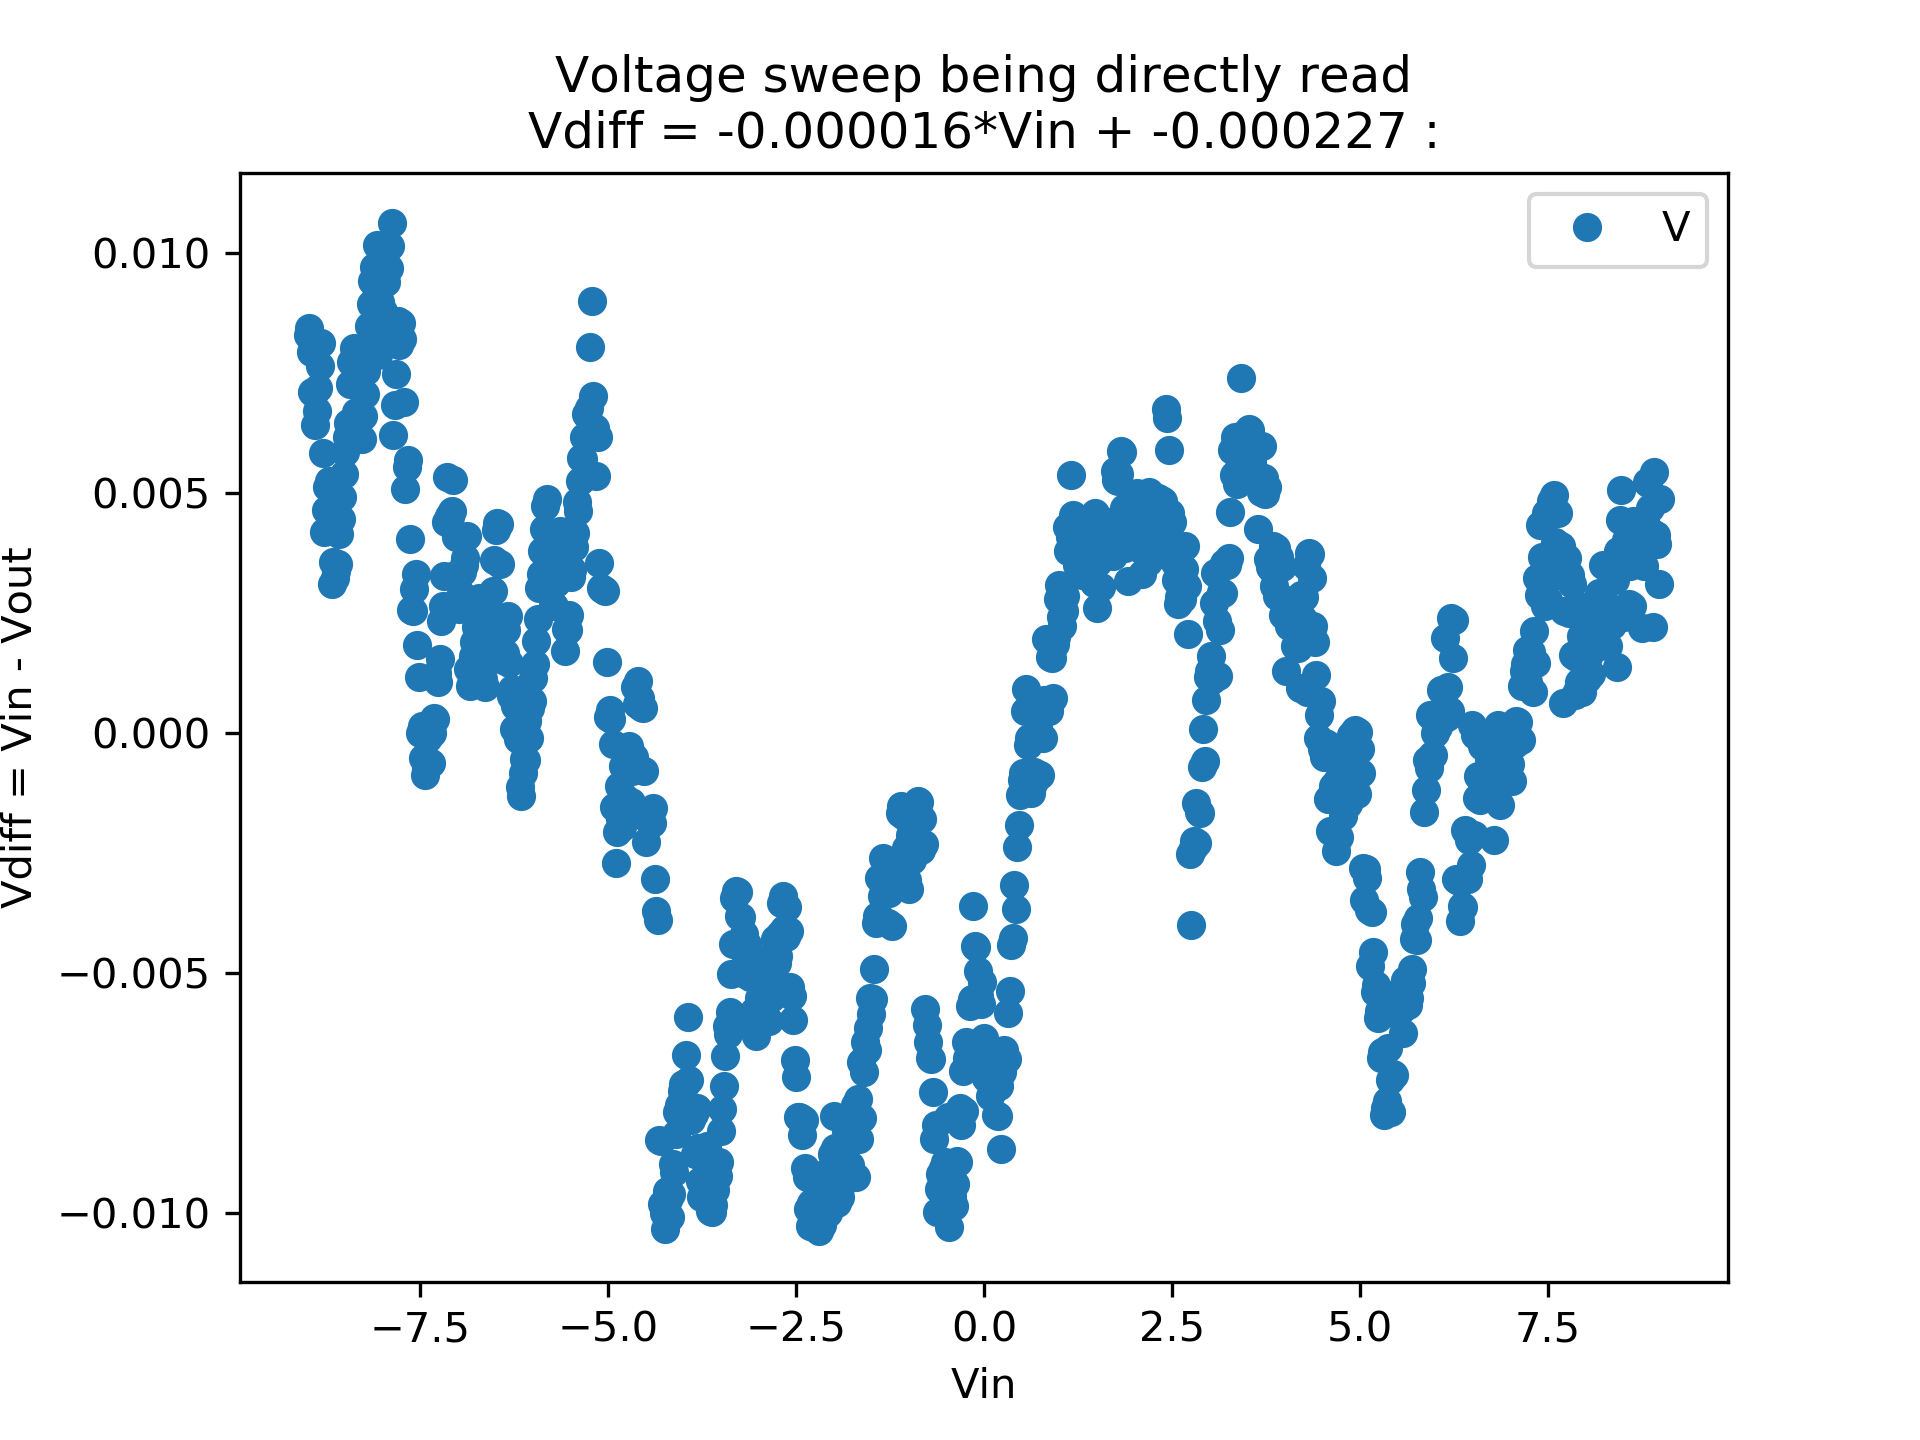 Voltage sweep being directly read
Vdiff = -0.000016*Vin + -0.000227 :
V
0.010
0.005
0.000
−0.005
−0.010
Vdiff = Vin - Vout
−7.5
−5.0
−2.5
0.0
2.5
5.0
7.5
Vin